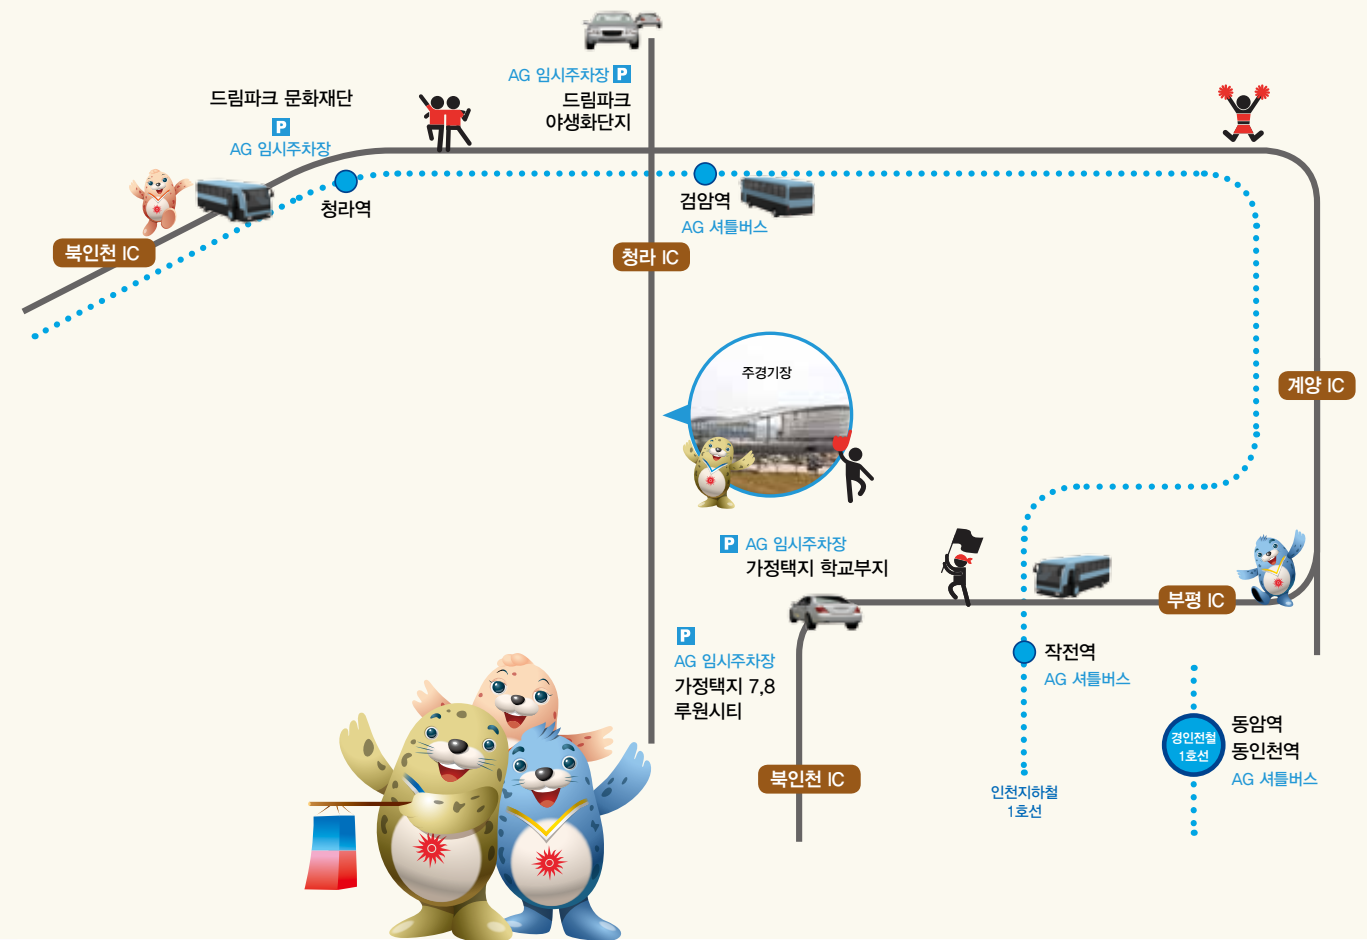 AG 임시주차장 P
드림파크
야생화단지
드림파크 문화재단
P
AG 임시주차장
청라역
검암역
AG 셔틀버스
북인천 IC
청라 IC
주경기장
계양 IC
P AG 임시주차장
가정택지 학교부지
부평 IC
P
AG 임시주차장
가정택지 7,8
루원시티
작전역
AG 셔틀버스
경인전철
1호선
동암역
동인천역
AG 셔틀버스
북인천 IC
인천지하철
1호선